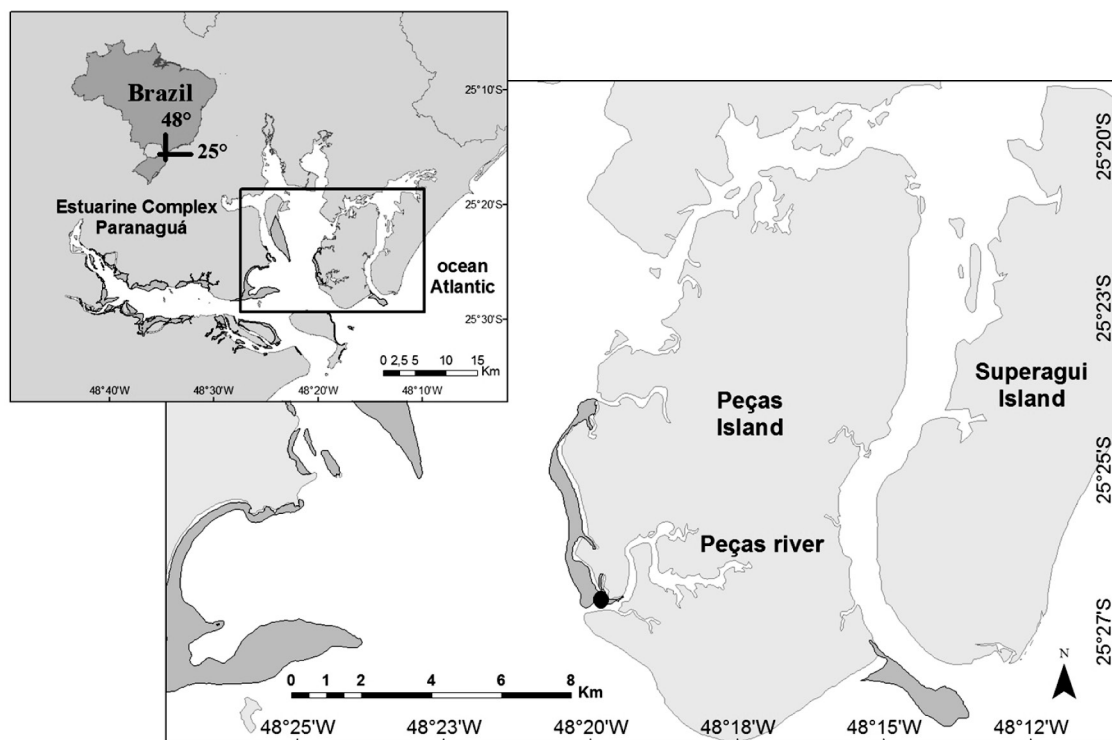 Brazil
48°
25°
Estuarine Complex
Paranaguá
ocean
Atlantic
25°10'S
25°20'S
25°30'S
0 2,5 5 10 15
Km
48°40'W 48°30'W 48°20'W 48°10'W
Peças
Island
Superagui
Island
Peças river
25°20'S
25°23'S
25°25'S
25°27'S
N
0 1 2 4 6 8
Km
48°25'W 48°23'W 48°20'W 48°18'W 48°15'W 48°12'W